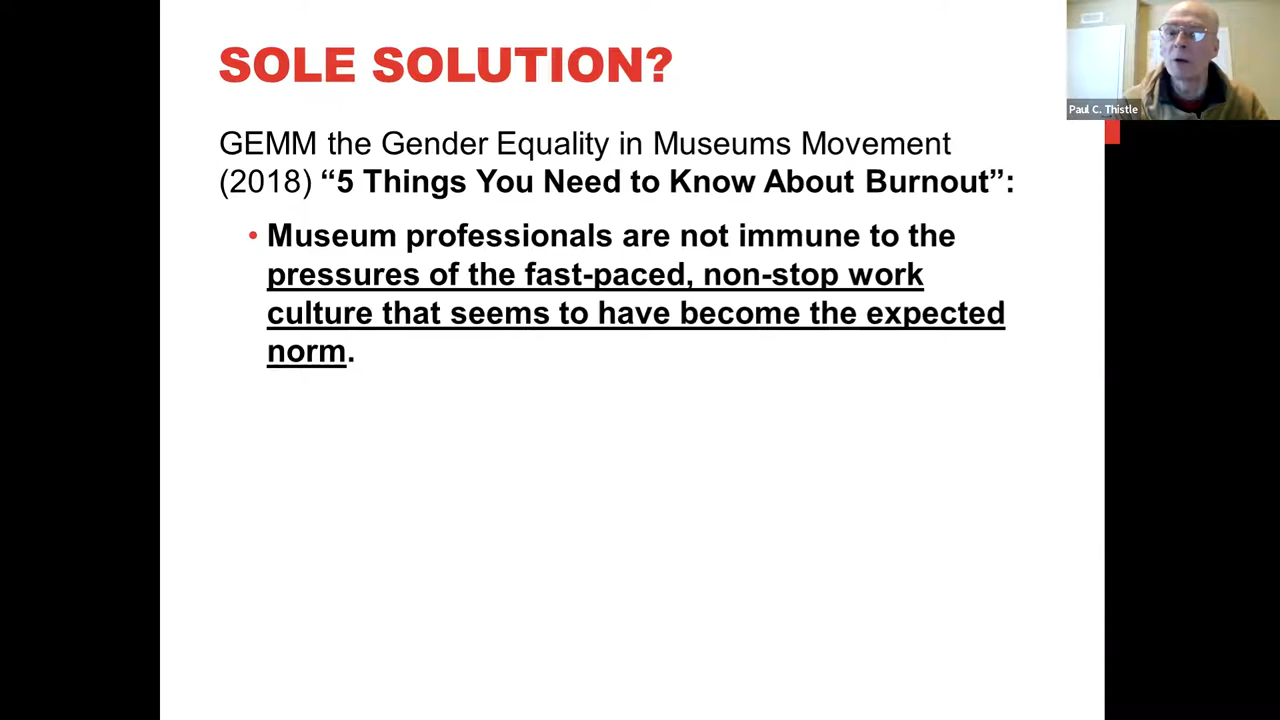 SOLE SOLUTION?
GEMM the Gender Equality in Museums Movement
(2018) “5 Things You Need to Know About Burnout”:
• Museum professionals are not immune to the
pressures of the fast-paced, non-stop work
culture that seems to have become the expected
norm.
Paul C. Thistle